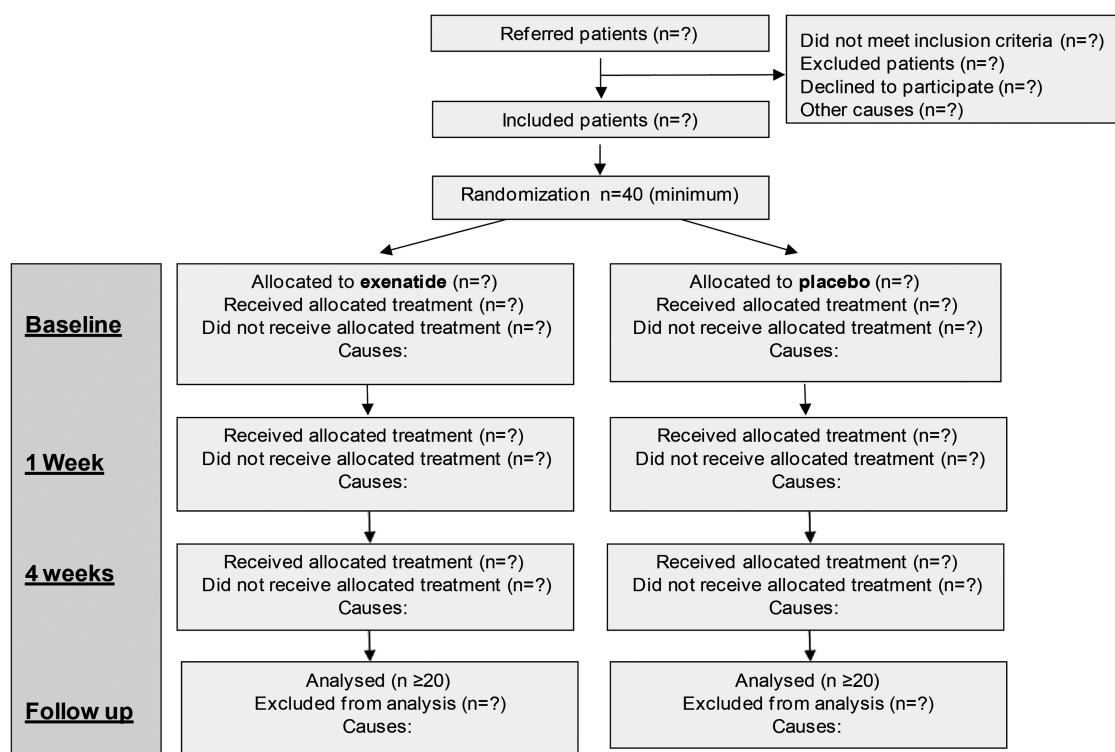 Referred patients (n=?)
Did not meet inclusion criteria (n=?)
Excluded patients (n=?)
Declined to participate (n=?)
Other causes (n=?)
Included patients (n=?)
Randomization n=40 (minimum)
Baseline
Allocated to exenatide (n=?)
Received allocated treatment (n=?)
Did not receive allocated treatment (n=?)
Causes:
Allocated to placebo (n=?)
Received allocated treatment (n=?)
Did not receive allocated treatment (n=?)
Causes:
1 Week
Received allocated treatment (n=?)
Did not receive allocated treatment (n=?)
Causes:
Received allocated treatment (n=?)
Did not receive allocated treatment (n=?)
Causes:
4 weeks
Received allocated treatment (n=?)
Did not receive allocated treatment (n=?)
Causes:
Received allocated treatment (n=?)
Did not receive allocated treatment (n=?)
Causes:
Follow up
Analysed (n ≥20)
Excluded from analysis (n=?)
Causes:
Analysed (n ≥20)
Excluded from analysis (n=?)
Causes: